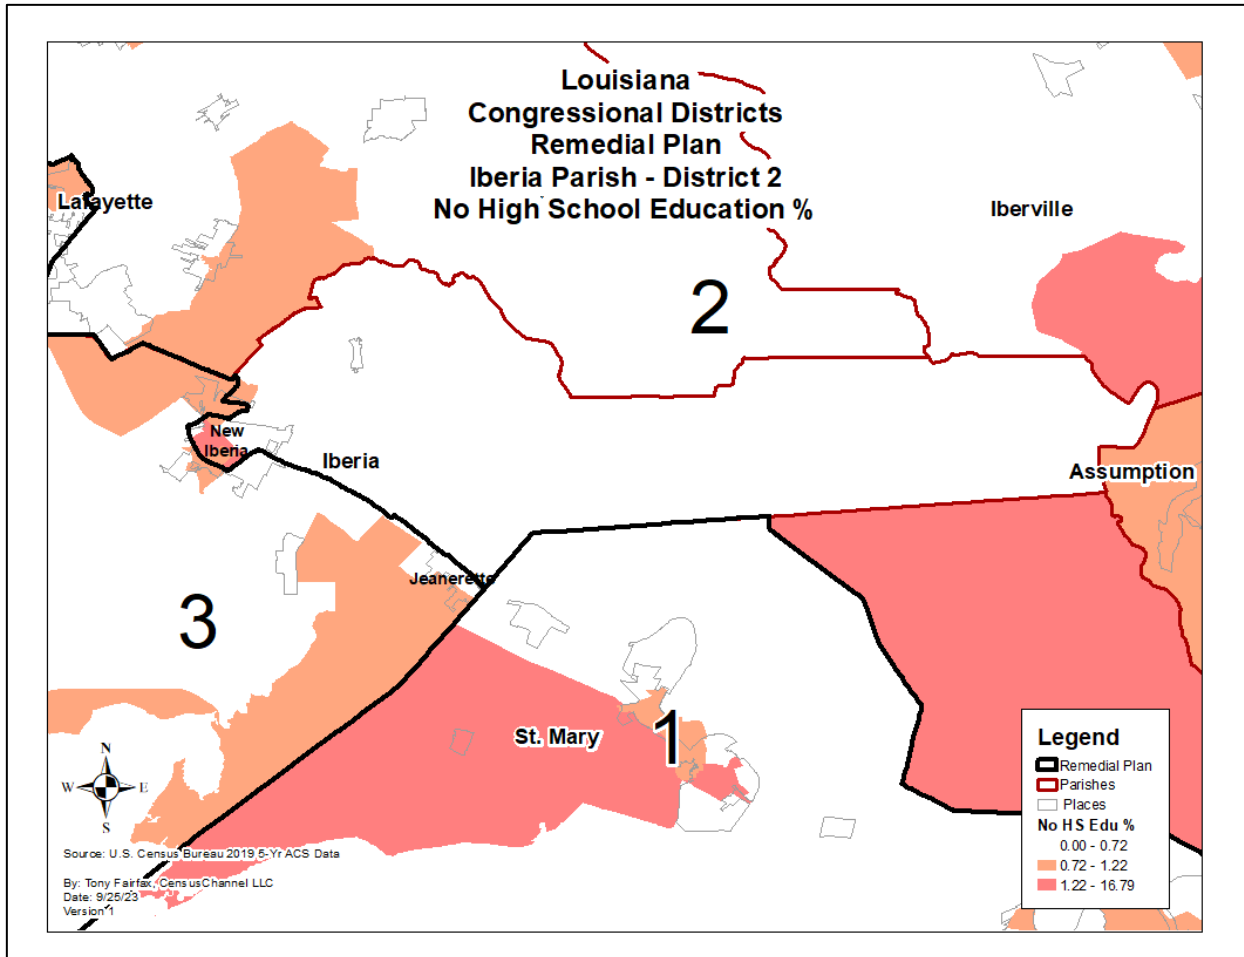 Louisiana
Congressional Districts
Remedial Plan
Iberia Parish - District 2
No High School Education %
Lafayette
Iberville
2
New
Iberia
Iberia
Assumption
Jeanerette
3
St. Mary
1
N
W E
S
Legend
Remedial Plan
Parishes
Places
No HS Edu %
0.00 - 0.72
0.72 - 1.22
1.22 - 16.79
Source: U.S. Census Bureau 2019 5-Yr ACS Data
By: Tony Fairfax, CensusChannel LLC
Date: 9/25/23
Version 1